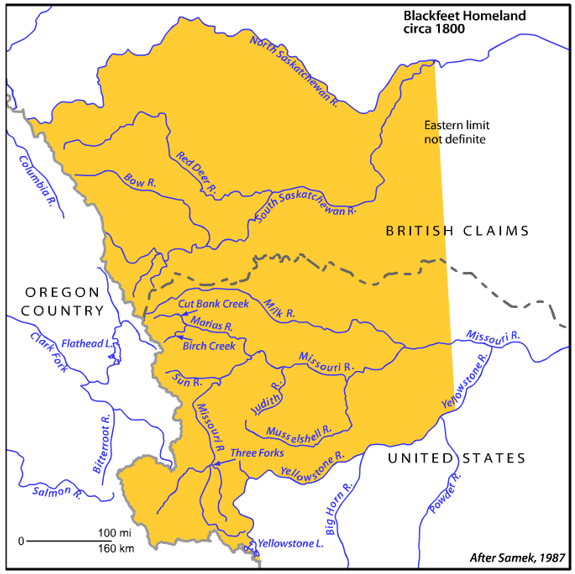 Blackfeet Homeland
circa 1800
North Saskatchewan R.
Eastern limit
not definite
Columbia R.
Red Deer R.
Bow R.
South Saskatchewan R.
BRITISH CLAIMS
OREGON
COUNTRY
Cut Bank Creek
Milk R.
Marias R.
Flathead L.
Clark Fork
Birch Creek
Missouri R.
Missouri R.
Sun R.
Judith R.
Yellowstone R.
Missouri R
Musselshell R.
Bitterroot R.
Three Forks
Yellowstone R.
UNITED STATES
Salmon R.
Big Horn R.
Powder R.
0
100 mi
160 km
Yellowstone L.
After Samek, 1987